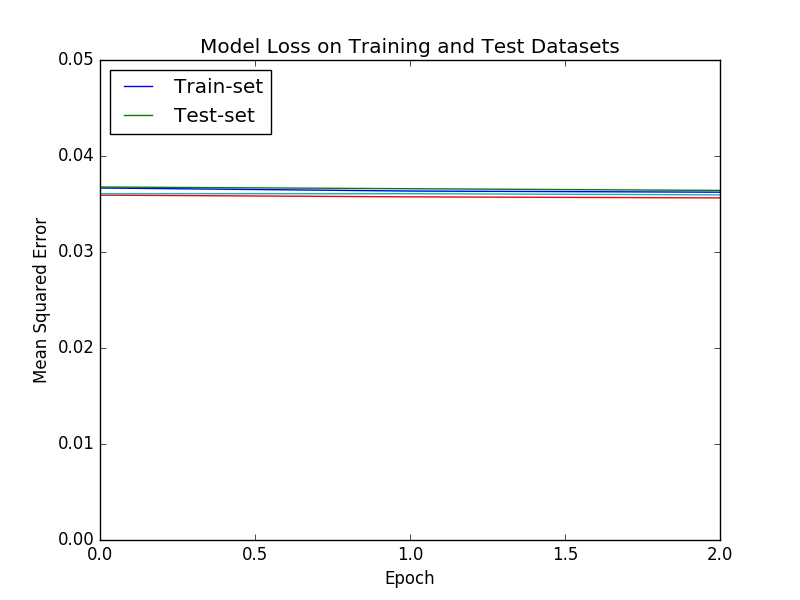 Model Loss on Training and Test Datasets
0.05
Train-set
Test-set
0.04
0.03
0.02
0.01
0.00
Mean Squared Error
0.0 0.5 1.0 1.5 2.0
Epoch